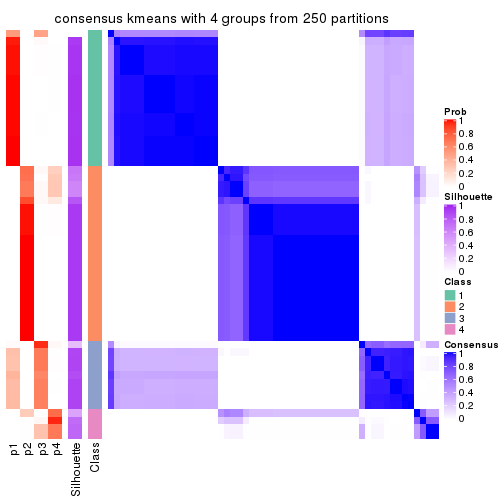 consensus kmeans with 4 groups from 250 partitions
Prob
1
0.8
0.6
0.4
0.2
0
Silhouette
1
0.8
0.6
0.4
0.2
0
Class
1
2
3
4
Consensus
1
0.8
0.6
0.4
0.2
0
p1
p2
p3
p4
Silhouette
Class